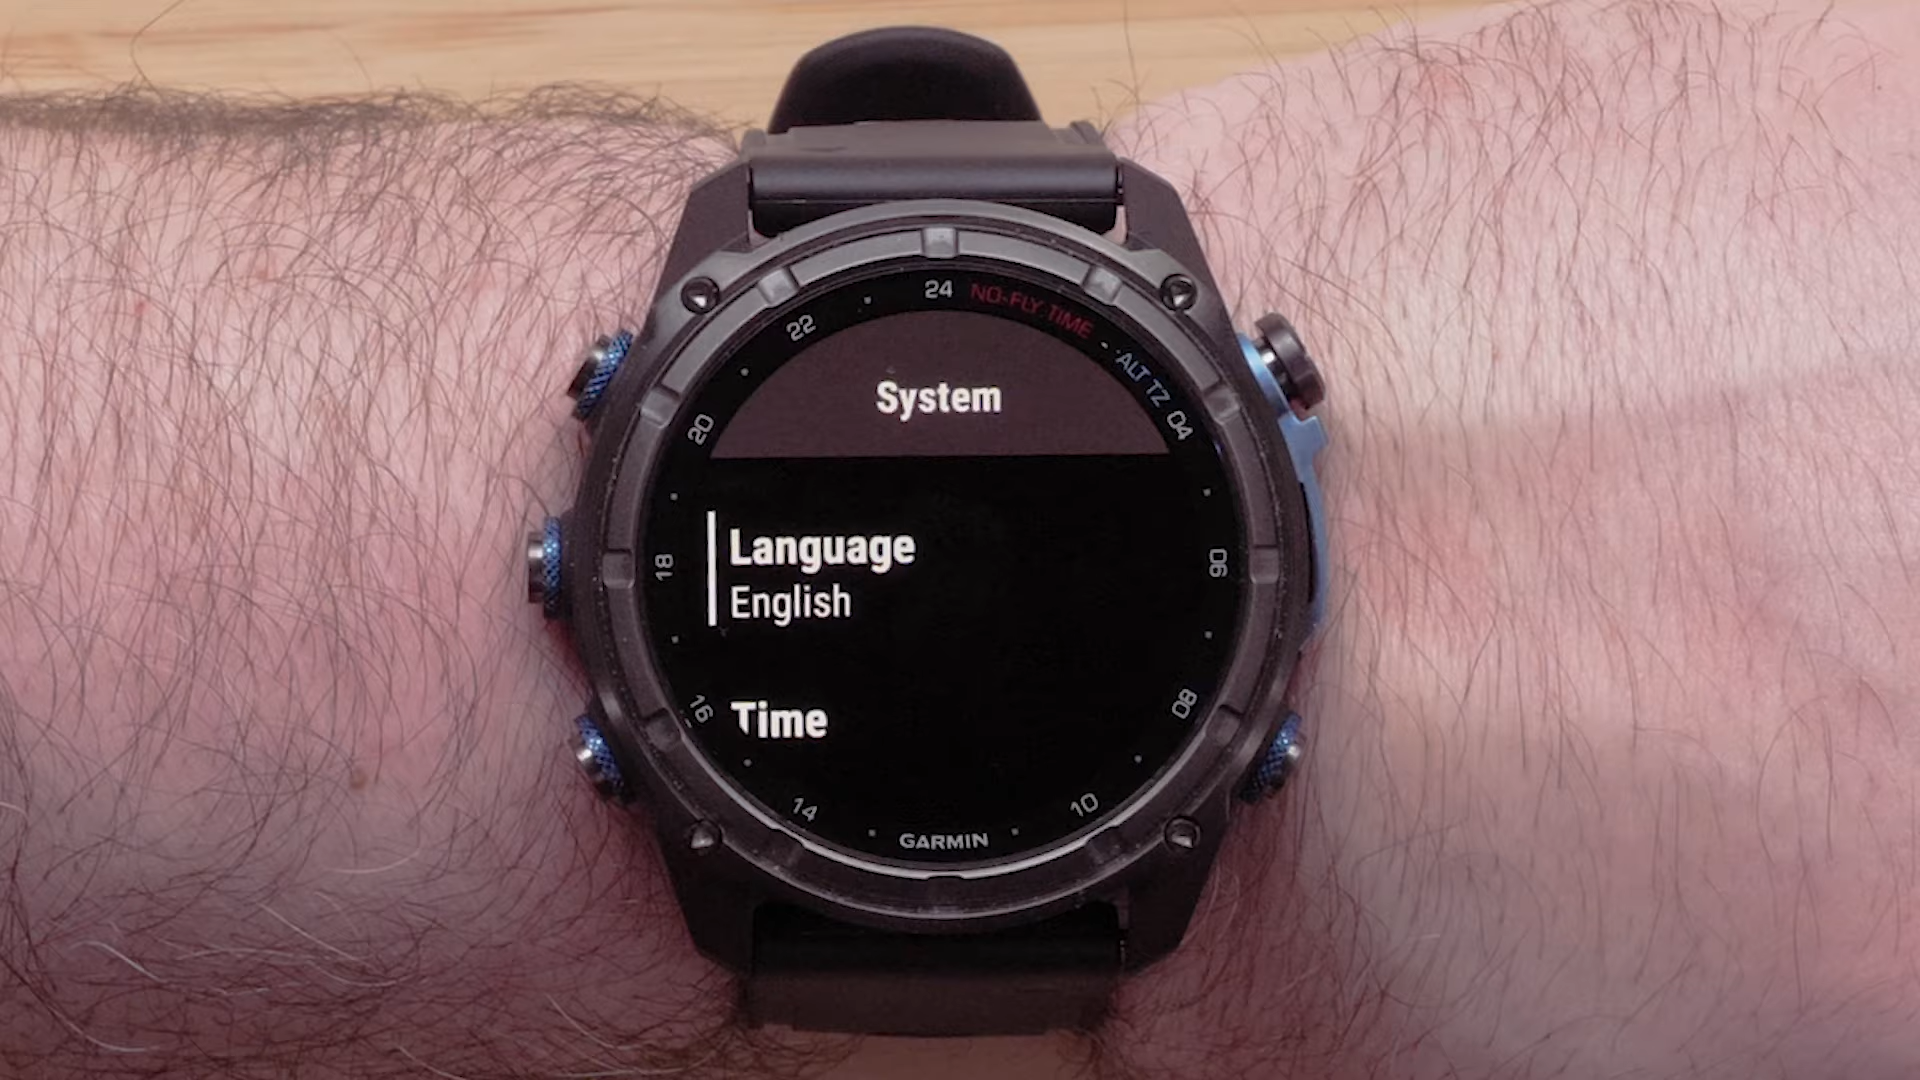 24
NO-FLY TIME
ALT TZ
04
06
08
10
GARMIN
14
16
18
20
22
System
Language
English
Time